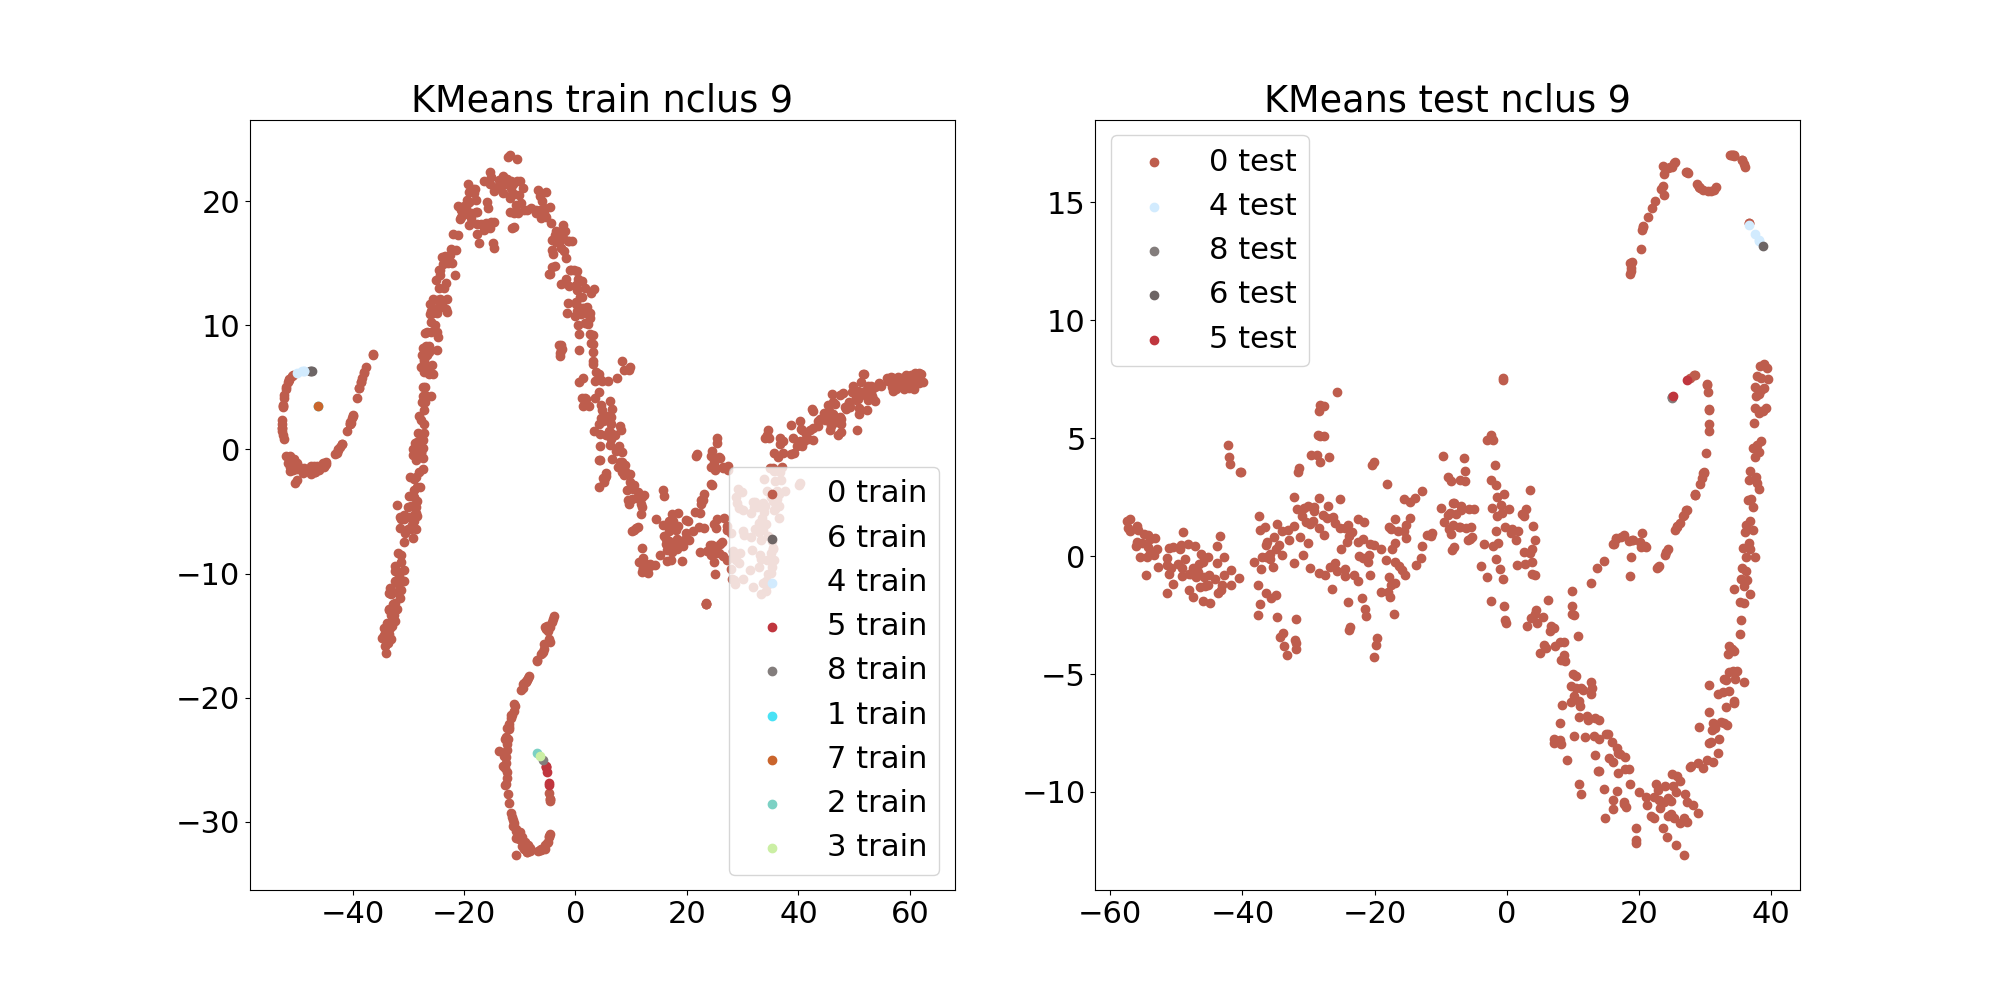 KMeans train nclus 9
20
10
0
−10
−20
−30
−40
−20
0
20
40
60
0 train
6 train
4 train
5 train
8 train
1 train
7 train
2 train
3 train
KMeans test nclus 9
15
10
5
0
−5
−10
−60
−40
−20
0
20
40
0 test
4 test
8 test
6 test
5 test